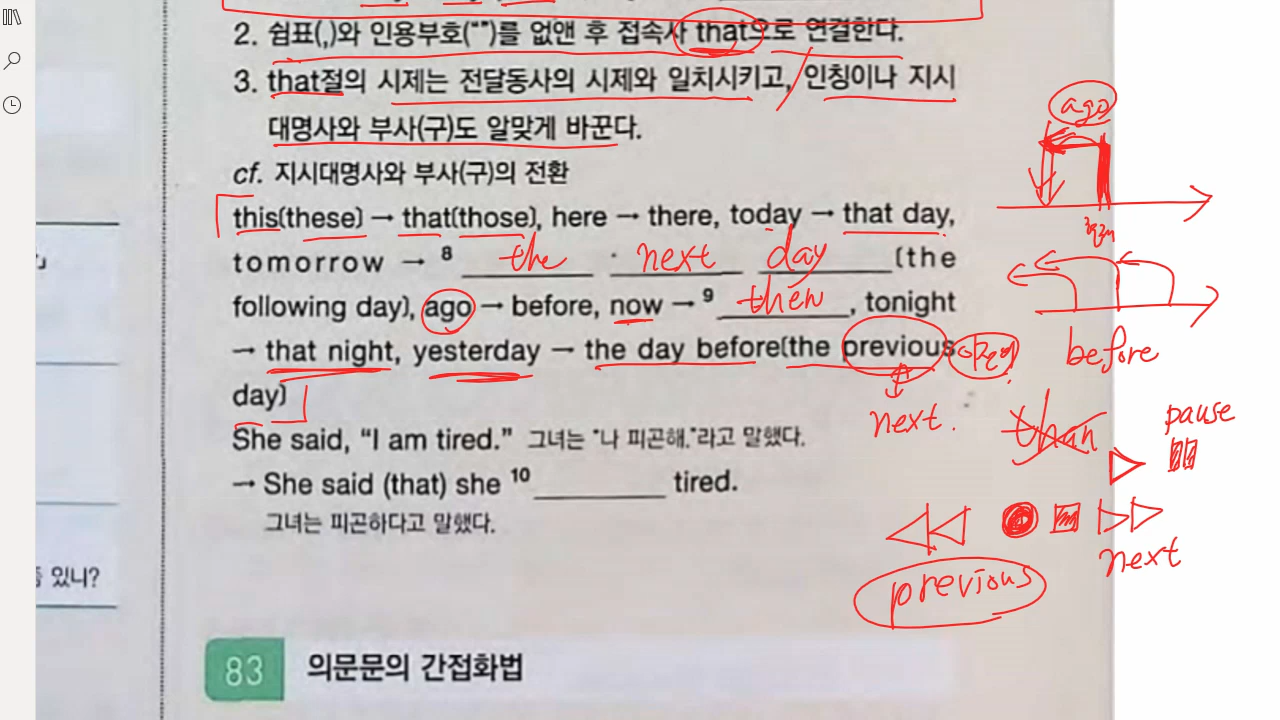 2. 쉼표(,)와 인용부호("")를 없앤 후 접속사 that으로 연결한다.
3. that절의 시제는 전달동사의 시제와 일치시키고, 인칭이나 지시
대명사와 부사(구)도 알맞게 바꾼다.
cf. 지시대명사와 부사(구)의 전환
this(these) → that(those), here → there, today → that day,
tomorrow → 8 the next day (the
following day), ago → before, now → 9 then, tonight
→ that night, yesterday → the day before(the previous
day)
She said, “I am tired.” 그녀는 “나 피곤해.”라고 말했다.
→ She said (that) she 10 ________ tired.
그녀는 피곤하다고 말했다.
있니?
83 의문문의 간접화법
ago
before
이전의
next.
than
pause
next
previous